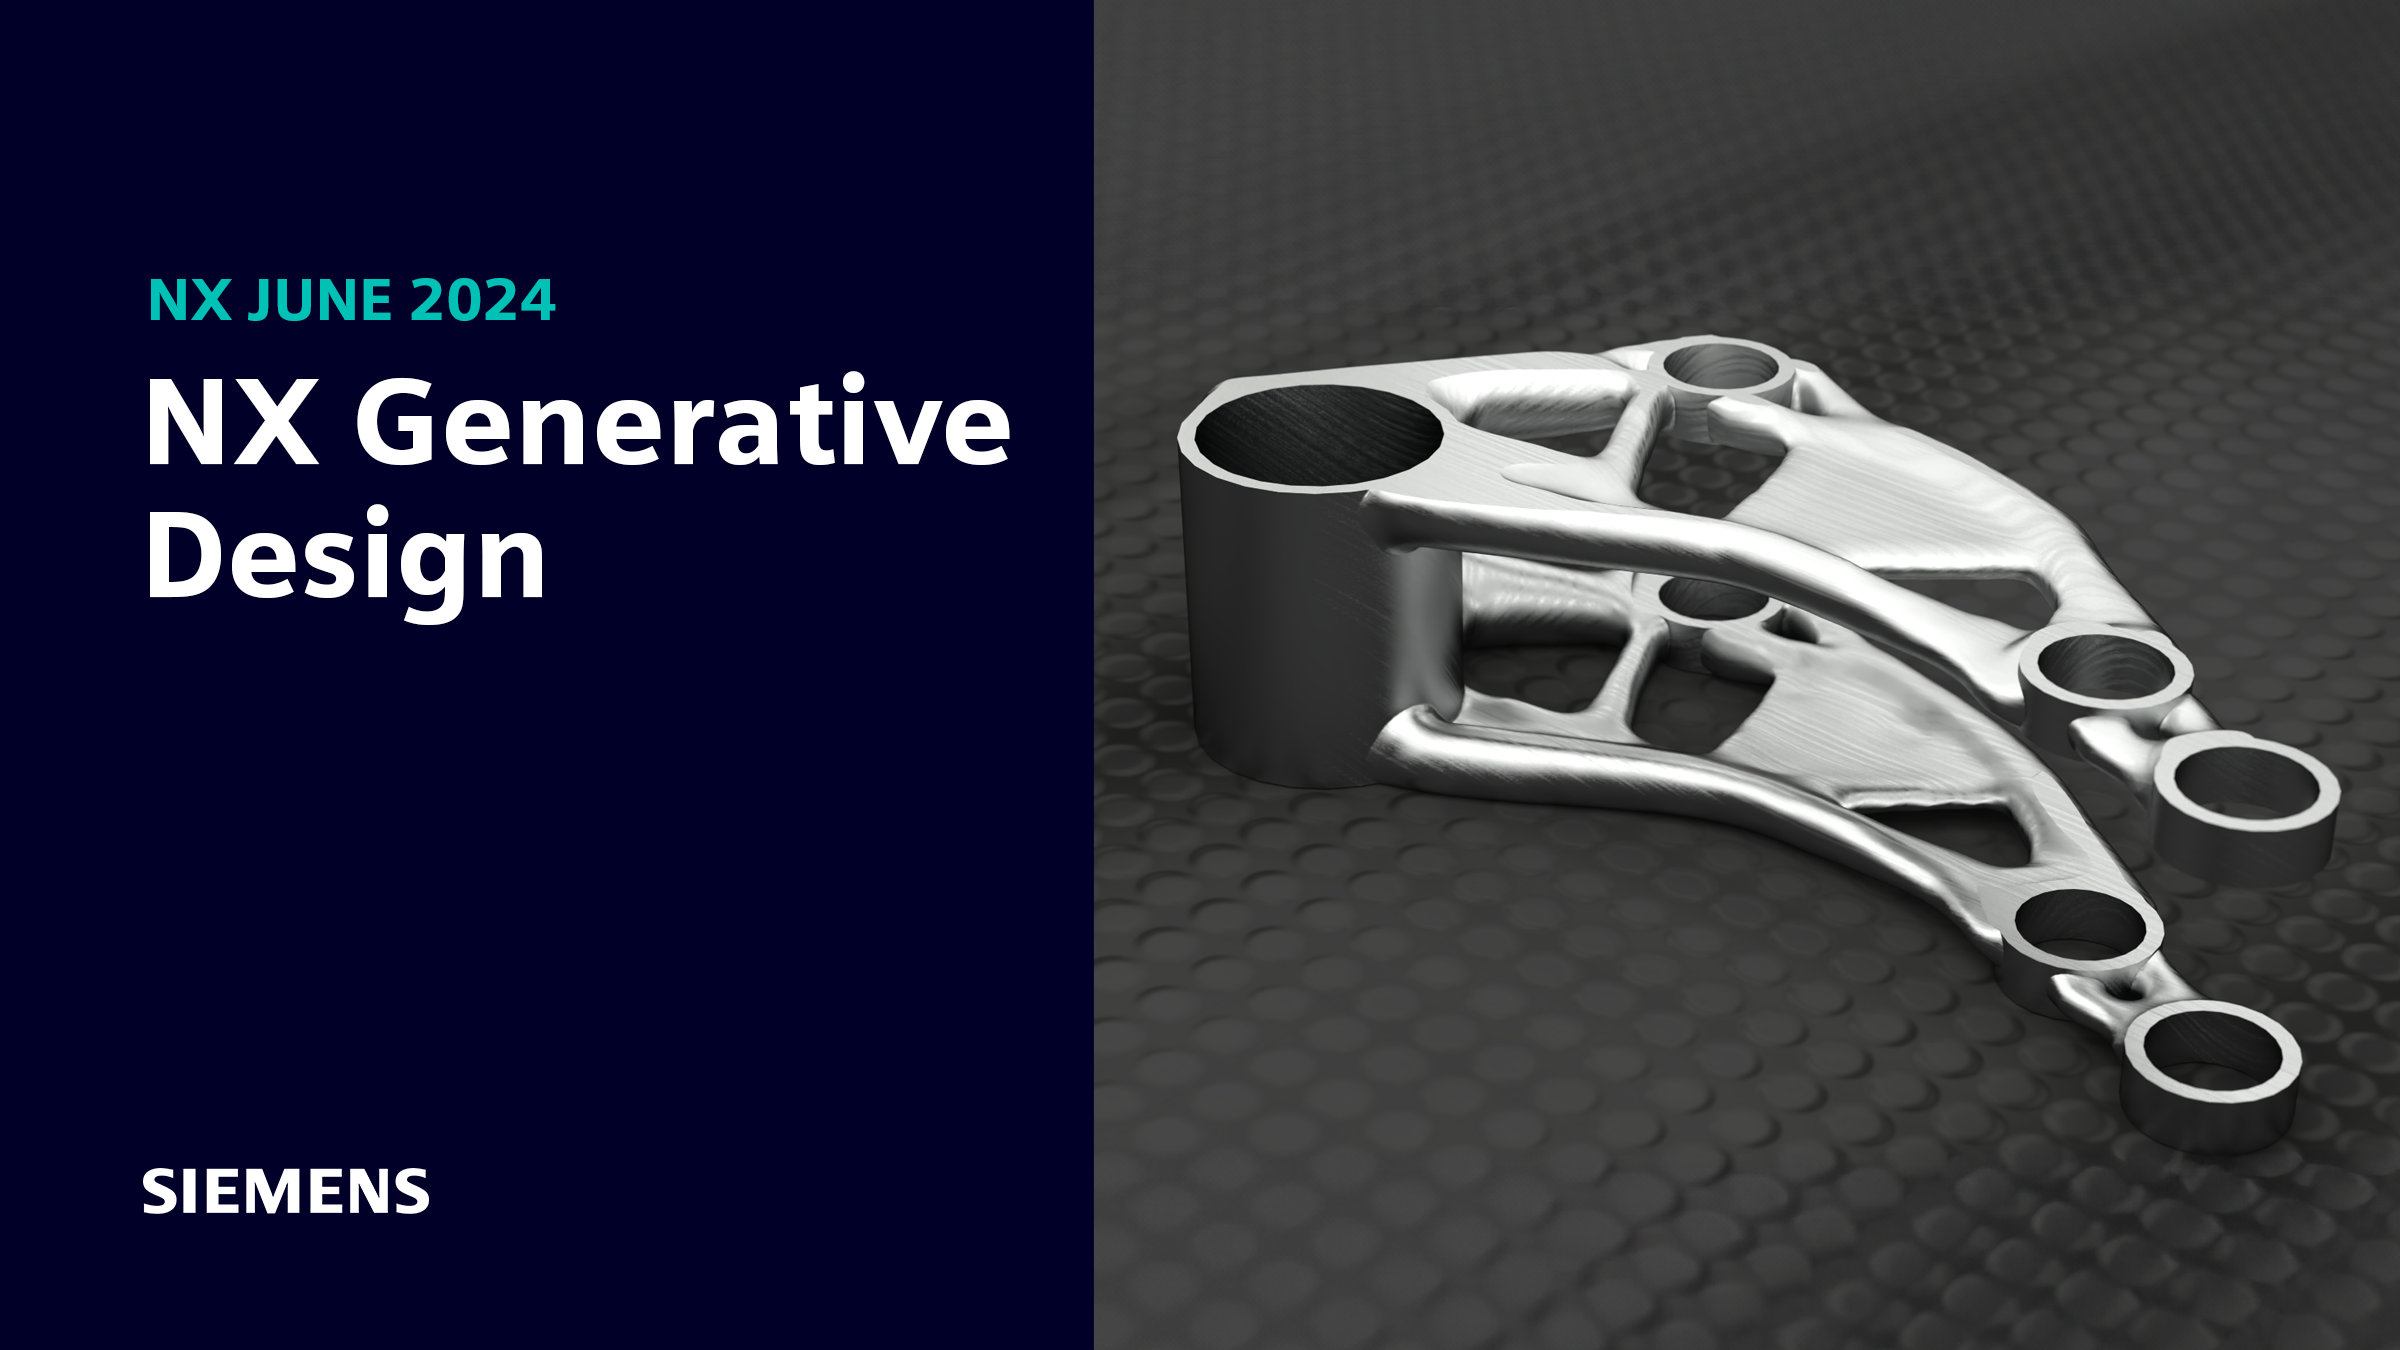 NX JUNE 2024
NX Generative
Design
SIEMENS